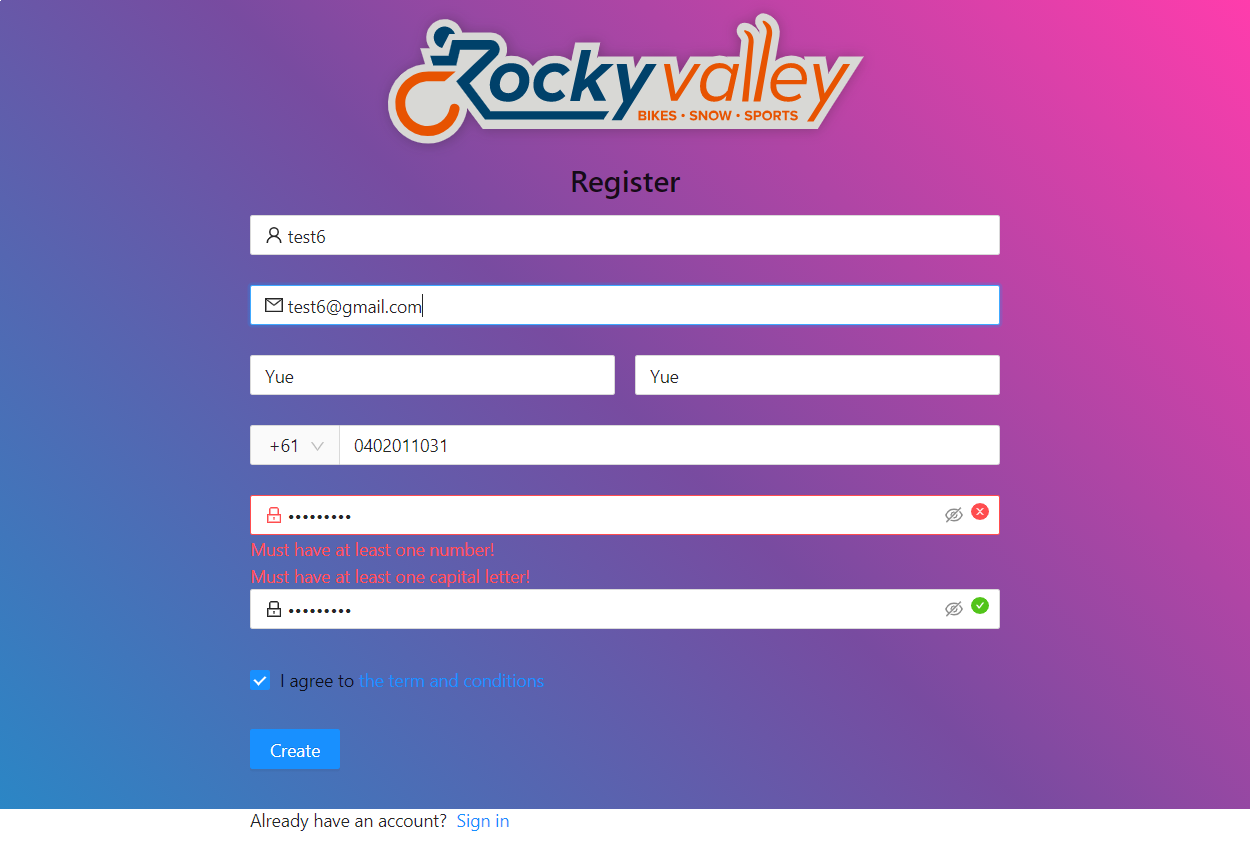 Rockyvalley
BIKES • SNOW • SPORTS
Register
test6
test6@gmail.com
Yue
Yue
+61
0402011031
•••••••••
Must have at least one number!
Must have at least one capital letter!
•••••••••
I agree to the term and conditions
Create
Already have an account? Sign in